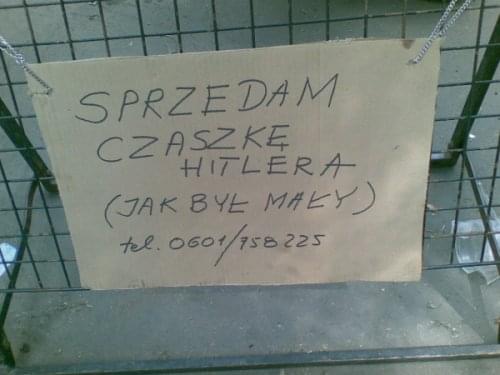 SPRZEDAM
CZASZKĘ
HITLERA
(JAK BYŁ MAŁY)
tel. 0601/758225